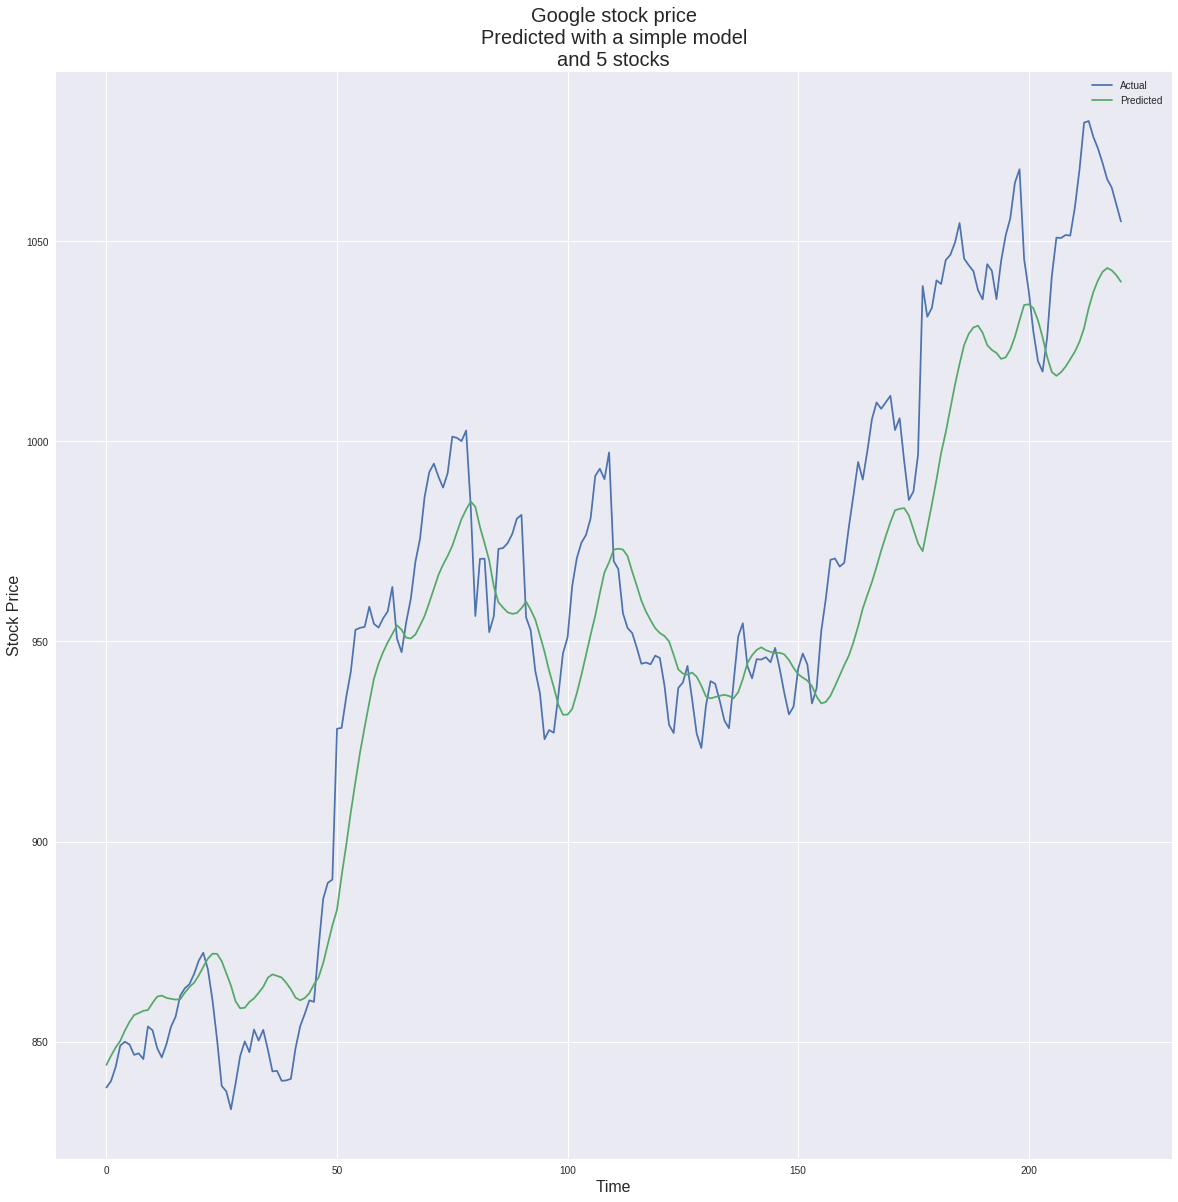 Google stock price
Predicted with a simple model
and 5 stocks
Actual
Predicted
Stock Price
1050
1000
950
900
850
0
50
100
150
200
Time